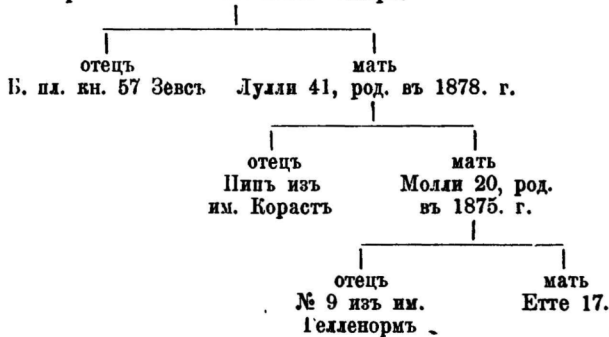 отецъ мать
Б. пл. кн. 57 Зевсъ Лулли 41, род. въ 1878. г.
отецъ мать
Пипъ изъ Молли 20, род.
им. Корастъ въ 1875. г.
отецъ мать
№ 9 изъ им. Етте 17.
Гелленормъ